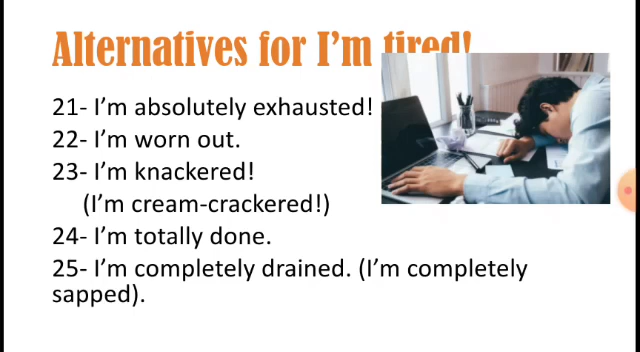 Alternatives for I'm tired!
21- I'm absolutely exhausted!
22- I'm worn out.
23- I'm knackered!
(I'm cream-crackered!)
24- I'm totally done.
25- I'm completely drained. (I'm completely
sapped).